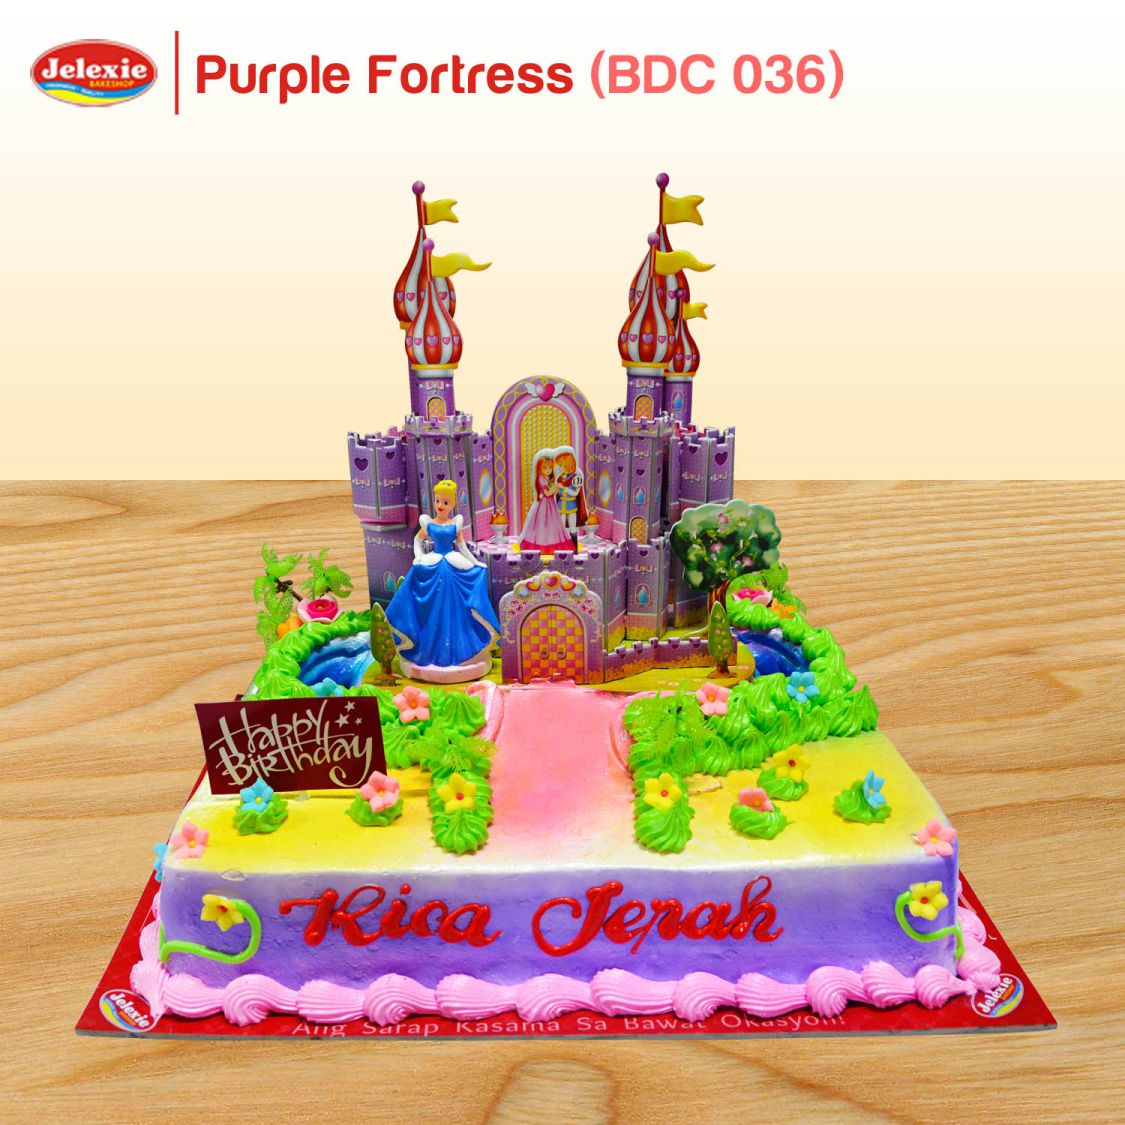 Jelexie
BAKESHOP
Purple Fortress (BDC 036)
Happy
Birthday
Rica Jerah
Jelexie
Jelexie
Ang Sarap Kasama Sa Bawat Okasyon!